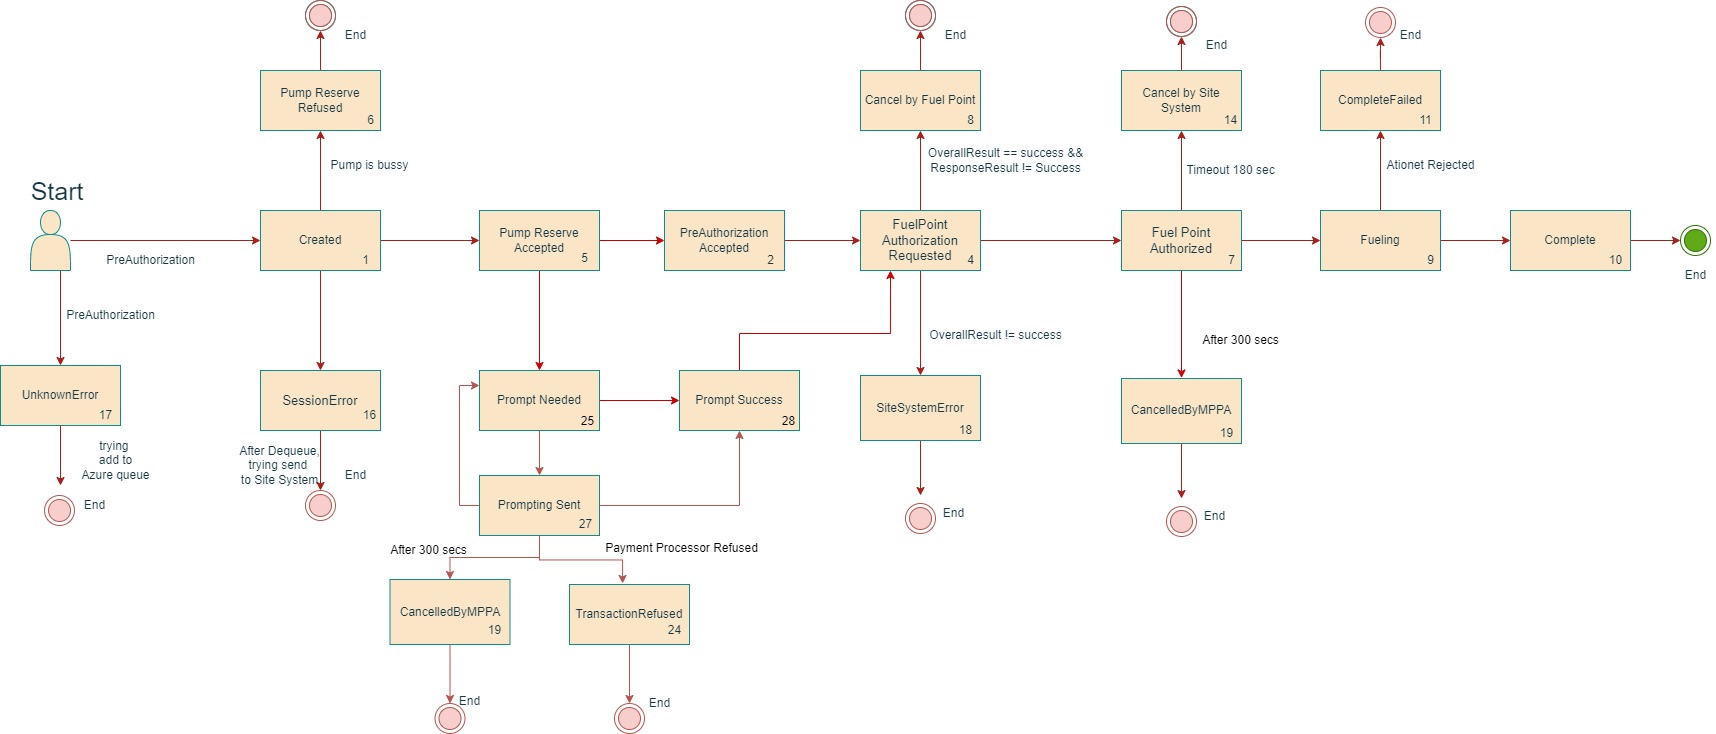 End
End
End
End
Pump Reserve
Refused
6
Cancel by Fuel Point
8
Cancel by Site
System
14
CompleteFailed
11
Pump is bussy
OverallResult == success &&
ResponseResult != Success
Timeout 180 sec
Ationet Rejected
Start
PreAuthorization
Created
1
Pump Reserve
Accepted
5
PreAuthorization
Accepted
2
FuelPoint
Authorization
Requested
4
Fuel Point
Authorized
7
Fueling
9
Complete
10
End
PreAuthorization
OverallResult != success
After 300 secs
UnknownError
17
SessionError
16
Prompt Needed
25
Prompt Success
28
SiteSystemError
18
CancelledByMPPA
19
trying
add to
Azure queue
End
After Dequeue,
trying send
to Site System
End
Prompting Sent
27
End
End
After 300 secs
Payment Processor Refused
CancelledByMPPA
19
TransactionRefused
24
End
End